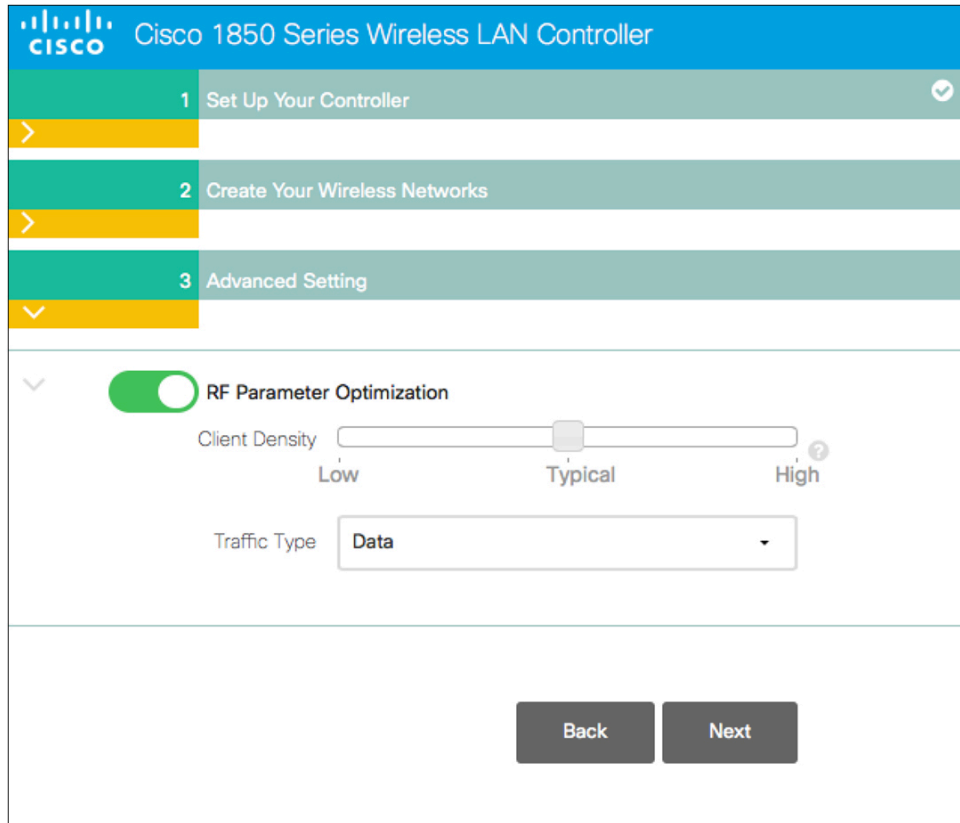 CISCO Cisco 1850 Series Wireless LAN Controller
1 Set Up Your Controller
2 Create Your Wireless Networks
3 Advanced Setting
RF Parameter Optimization
Client Density
?
Low Typical High
Traffic Type Data
Back Next